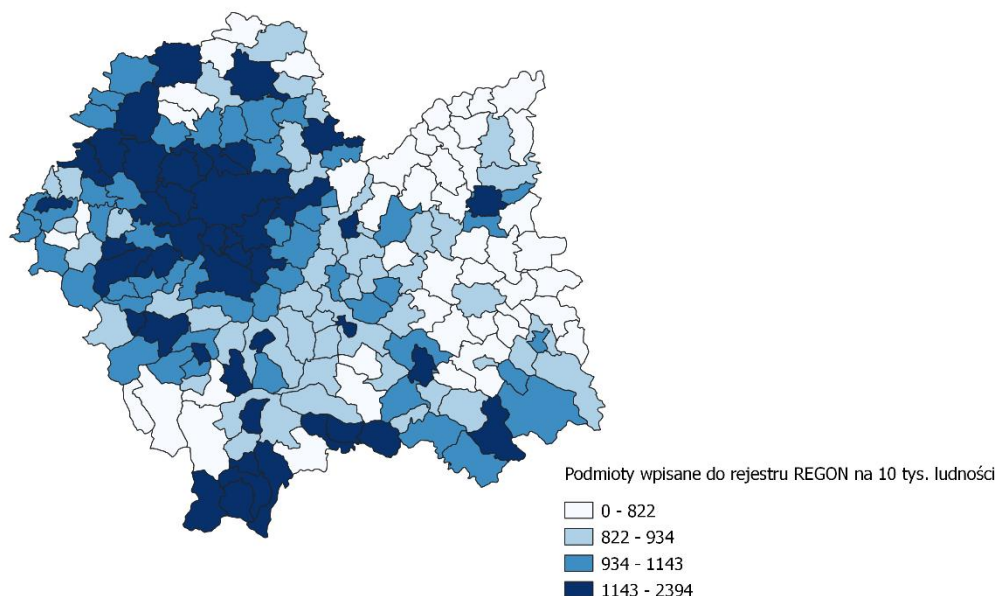 Podmioty wpisane do rejestru REGON na 10 tys. ludności
0 - 822
822 - 934
934 - 1143
1143 - 2394